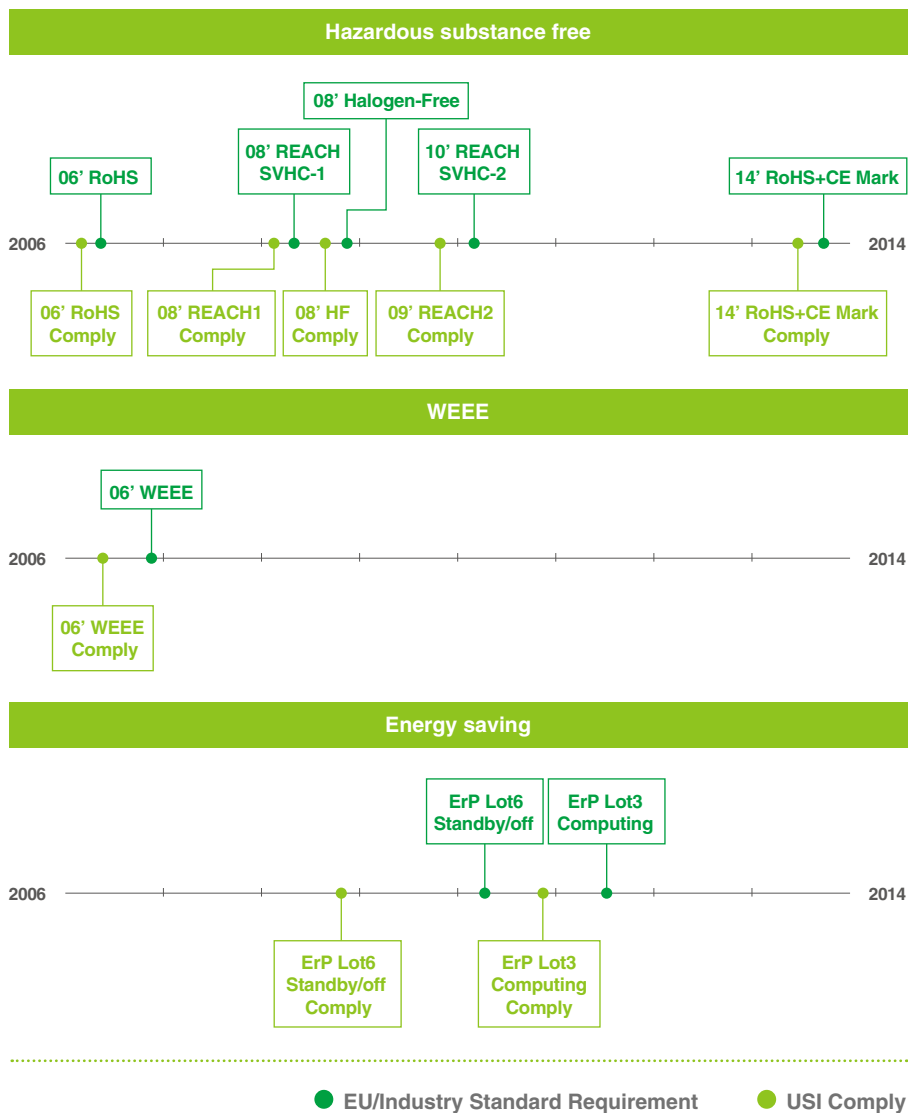 Hazardous substance free
08’ Halogen-Free
06’ RoHS
08’ REACH
SVHC-1
10’ REACH
SVHC-2
14’ RoHS+CE Mark
2006
2014
06’ RoHS
Comply
08’ REACH1
Comply
08’ HF
Comply
09’ REACH2
Comply
14’ RoHS+CE Mark
Comply
WEEE
06’ WEEE
2006
2014
06’ WEEE
Comply
Energy saving
ErP Lot6
Standby/off
ErP Lot3
Computing
2006
2014
ErP Lot6
Standby/off
Comply
ErP Lot3
Computing
Comply
EU/Industry Standard Requirement
USI Comply